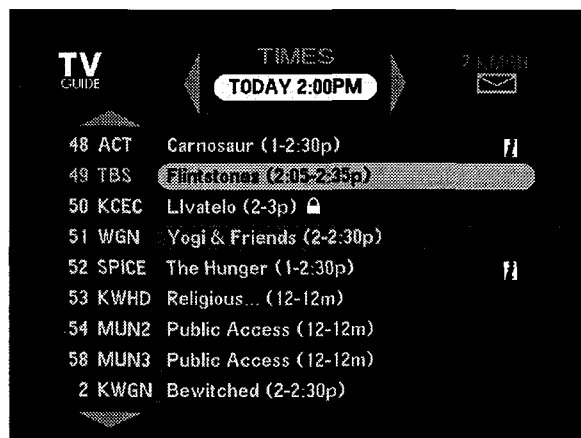 TV
GUIDE
TIMES
TODAY 2:00PM
2 KWGN
48 ACT Carnosaur (1-2:30p)
49 TBS Flintstones (2:05-2:35p)
50 KCEC Llvatelo (2-3p)
51 WGN Yogi & Friends (2-2:30p)
52 SPICE The Hunger (1-2:30p)
53 KWHD Religious... (12-12m)
54 MUN2 Public Access (12-12m)
58 MUN3 Public Access (12-12m)
2 KWGN Bewitched (2-2:30p)